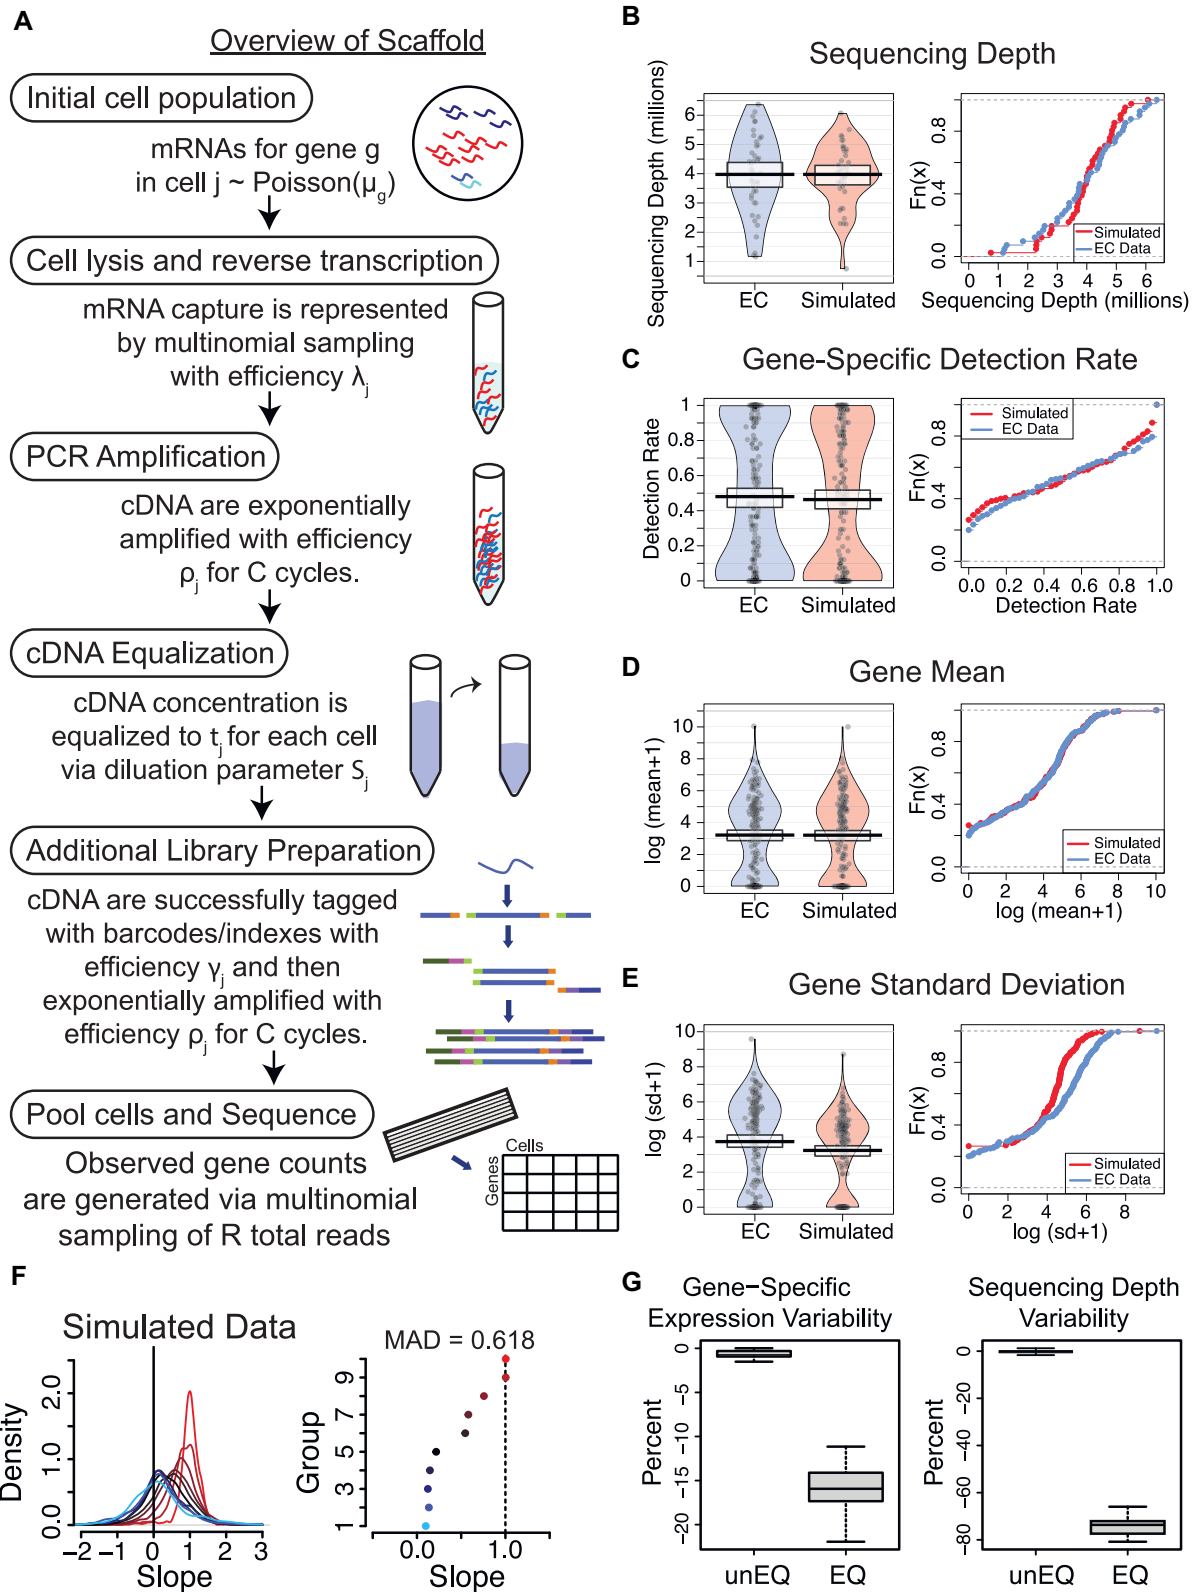 A
Overview of Scaffold
Initial cell population
mRNAs for gene g
in cell j ~ Poisson(μg)
Cell lysis and reverse transcription
mRNA capture is represented
by multinomial sampling
with efficiency λj
PCR Amplification
cDNA are exponentially
amplified with efficiency
ρj for C cycles.
cDNA Equalization
cDNA concentration is
equalized to tj for each cell
via diluation parameter Sj
Additional Library Preparation
cDNA are successfully tagged
with barcodes/indexes with
efficiency γj and then
exponentially amplified with
efficiency ρj for C cycles.
Pool cells and Sequence
Cells
Genes
Observed gene counts
are generated via multinomial
sampling of R total reads
B
Sequencing Depth
Sequencing Depth (millions)
6
5
4
3
2
1
EC
Simulated
Fn(x)
0.8
0.4
0.0
Simulated
EC Data
0 1 2 3 4 5 6
Sequencing Depth (millions)
C
Gene-Specific Detection Rate
Detection Rate
1
0.8
0.6
0.4
0.2
0
EC
Simulated
Fn(x)
0.8
0.4
0.0
Simulated
EC Data
0.0 0.2 0.4 0.6 0.8 1.0
Detection Rate
D
Gene Mean
log (mean+1)
10
8
6
4
2
0
EC
Simulated
Fn(x)
0.8
0.4
0.0
Simulated
EC Data
0 2 4 6 8 10
log (mean+1)
E
Gene Standard Deviation
log (sd+1)
10
8
6
4
2
0
EC
Simulated
Fn(x)
0.8
0.4
0.0
Simulated
EC Data
0 2 4 6 8
log (sd+1)
F
Simulated Data
Density
2.0
1.0
0.0
−2 −1 0 1 2 3
Slope
MAD = 0.618
Group
9
7
5
3
1
0.0 1.0
Slope
G
Gene−Specific
Expression Variability
Percent
0
−5
−10
−15
−20
unEQ
EQ
Sequencing Depth
Variability
Percent
0
−20
−40
−60
−80
unEQ
EQ